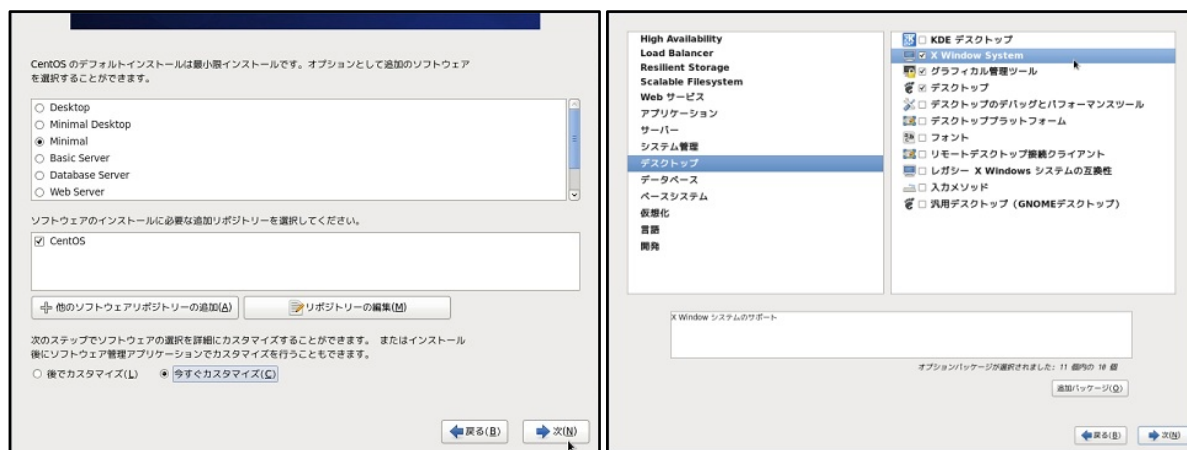 CentOS のデフォルトインストールは最小限インストールです。オプションとして追加のソフトウェア
を選択することができます。
Desktop
Minimal Desktop
Minimal
Basic Server
Database Server
Web Server
ソフトウェアのインストールに必要な追加リポジトリーを選択してください。
CentOS
他のソフトウェアリポジトリーの追加(A)
リポジトリーの編集(M)
次のステップでソフトウェアの選択を詳細にカスタマイズすることができます。 またはインストール
後にソフトウェア管理アプリケーションでカスタマイズを行うこともできます。
後でカスタマイズ(L)
今すぐカスタマイズ(C)
戻る(B)
次(N)
High Availability
Load Balancer
Resilient Storage
Scalable Filesystem
Web サービス
アプリケーション
サーバー
システム管理
デスクトップ
データベース
ベースシステム
仮想化
言語
開発
KDE デスクトップ
X Window System
グラフィカル管理ツール
デスクトップ
デスクトップのデバッグとパフォーマンスツール
デスクトッププラットフォーム
フォント
リモートデスクトップ接続クライアント
レガシー X Windows システムの互換性
入力メソッド
汎用デスクトップ（GNOMEデスクトップ）
X Window システムのサポート
オプションパッケージが選択されました: 11 個内の 10 個
追加パッケージ(O)
戻る(B)
次(N)